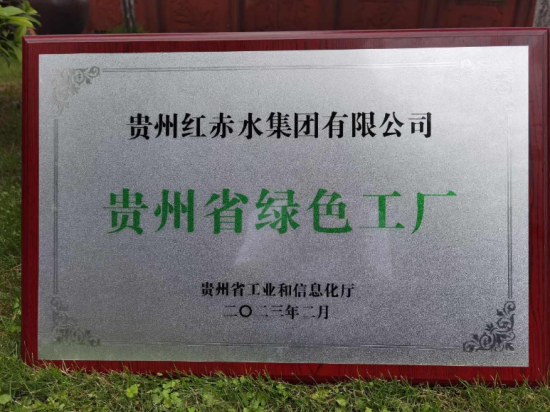 贵州红赤水集团有限公司
贵州省绿色工厂
贵州省工业和信息化厅
二〇二三年二月